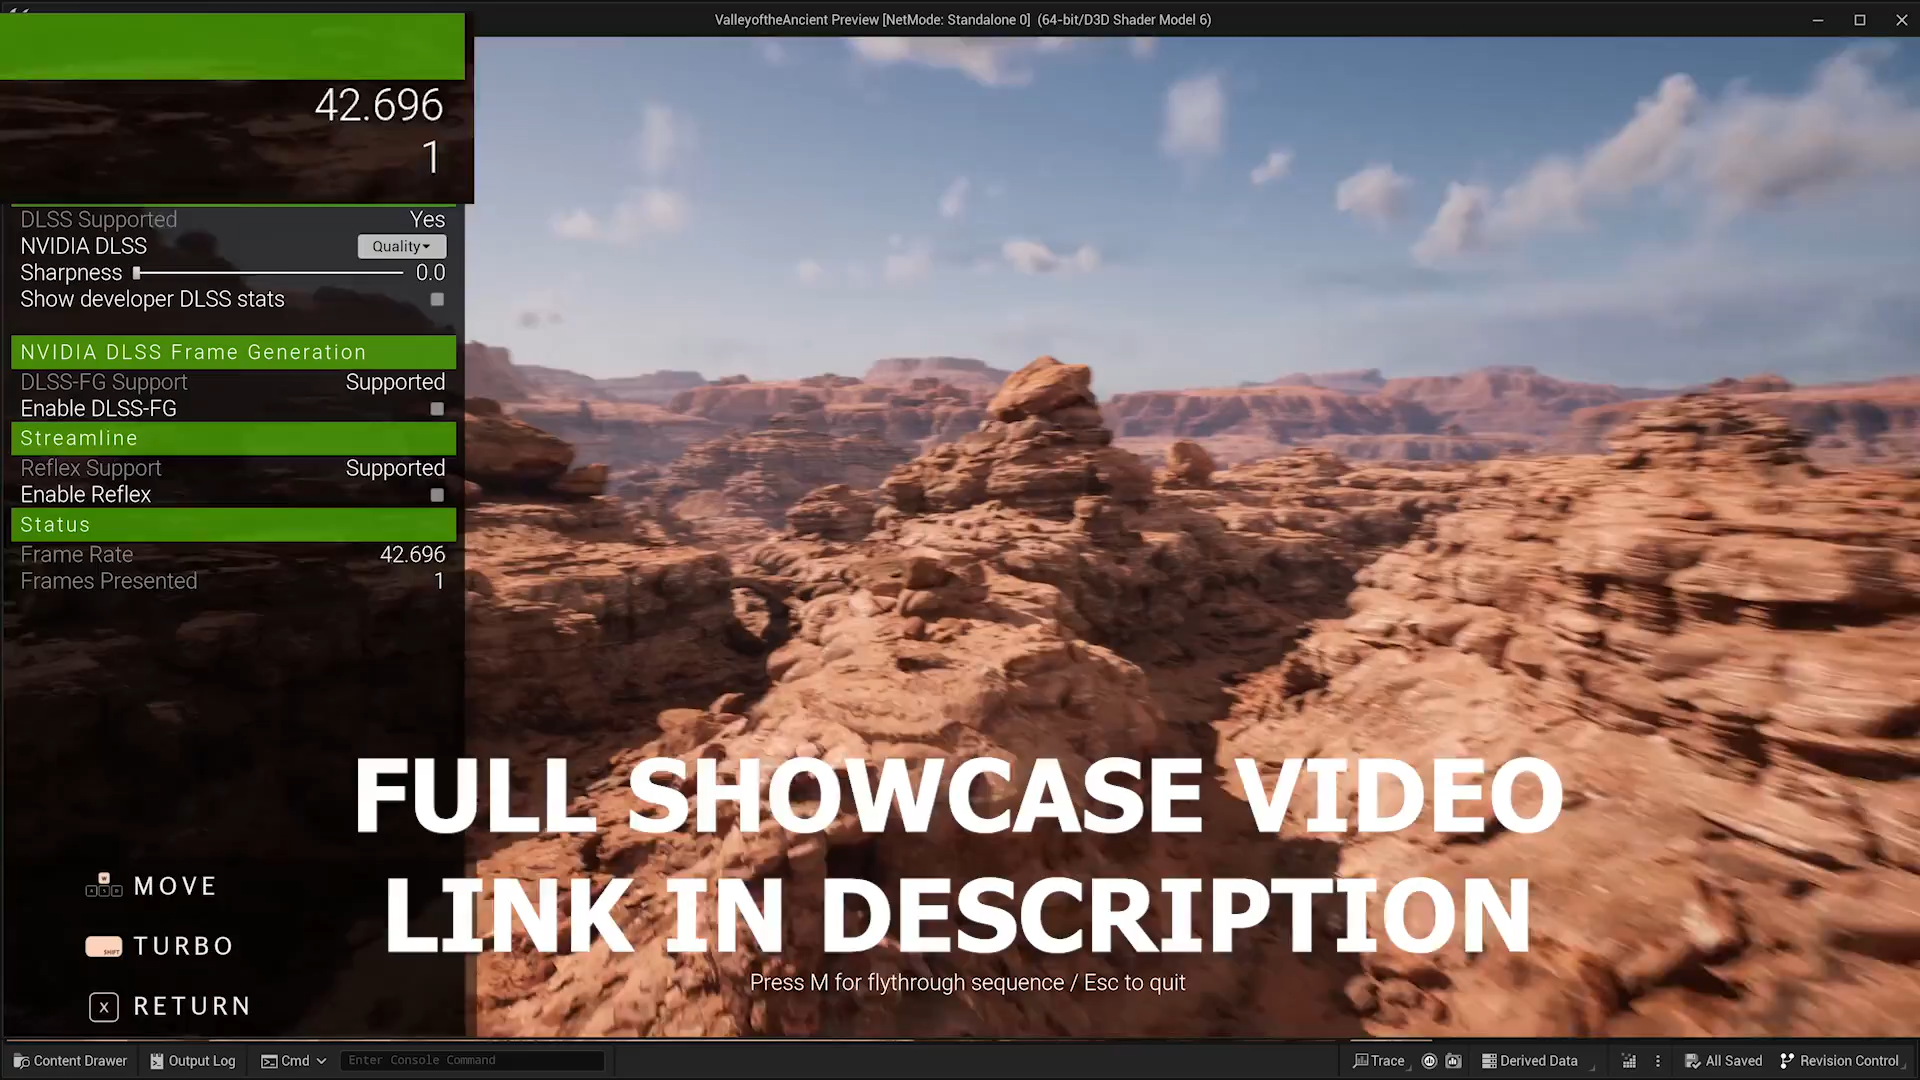 ValleyoftheAncient Preview [NetMode: Standalone 0] (64-bit/D3D Shader Model 6)
42.696
1
DLSS Supported Yes
NVIDIA DLSS Quality
Sharpness 0.0
Show developer DLSS stats
NVIDIA DLSS Frame Generation
DLSS-FG Support Supported
Enable DLSS-FG
Streamline
Reflex Support Supported
Enable Reflex
Status
Frame Rate 42.696
Frames Presented 1
FULL SHOWCASE VIDEO
LINK IN DESCRIPTION
W
MOVE
SHIFT
TURBO
X RETURN
Press M for flythrough sequence / Esc to quit
Content Drawer Output Log Cmd Enter Console Command Trace Derived Data All Saved Revision Control